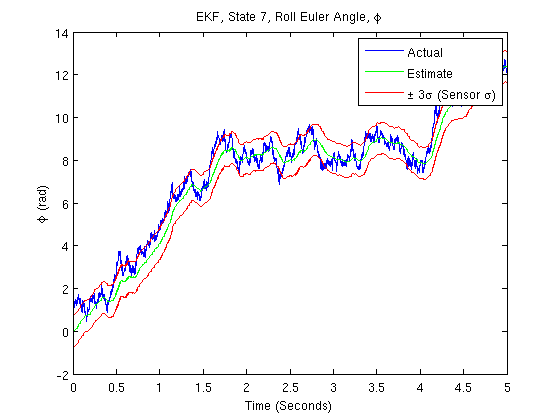 EKF, State 7, Roll Euler Angle, ϕ
14
12
10
8
6
4
2
0
-2
ϕ (rad)
Actual
Estimate
± 3σ (Sensor σ)
0 0.5 1 1.5 2 2.5 3 3.5 4 4.5 5
Time (Seconds)